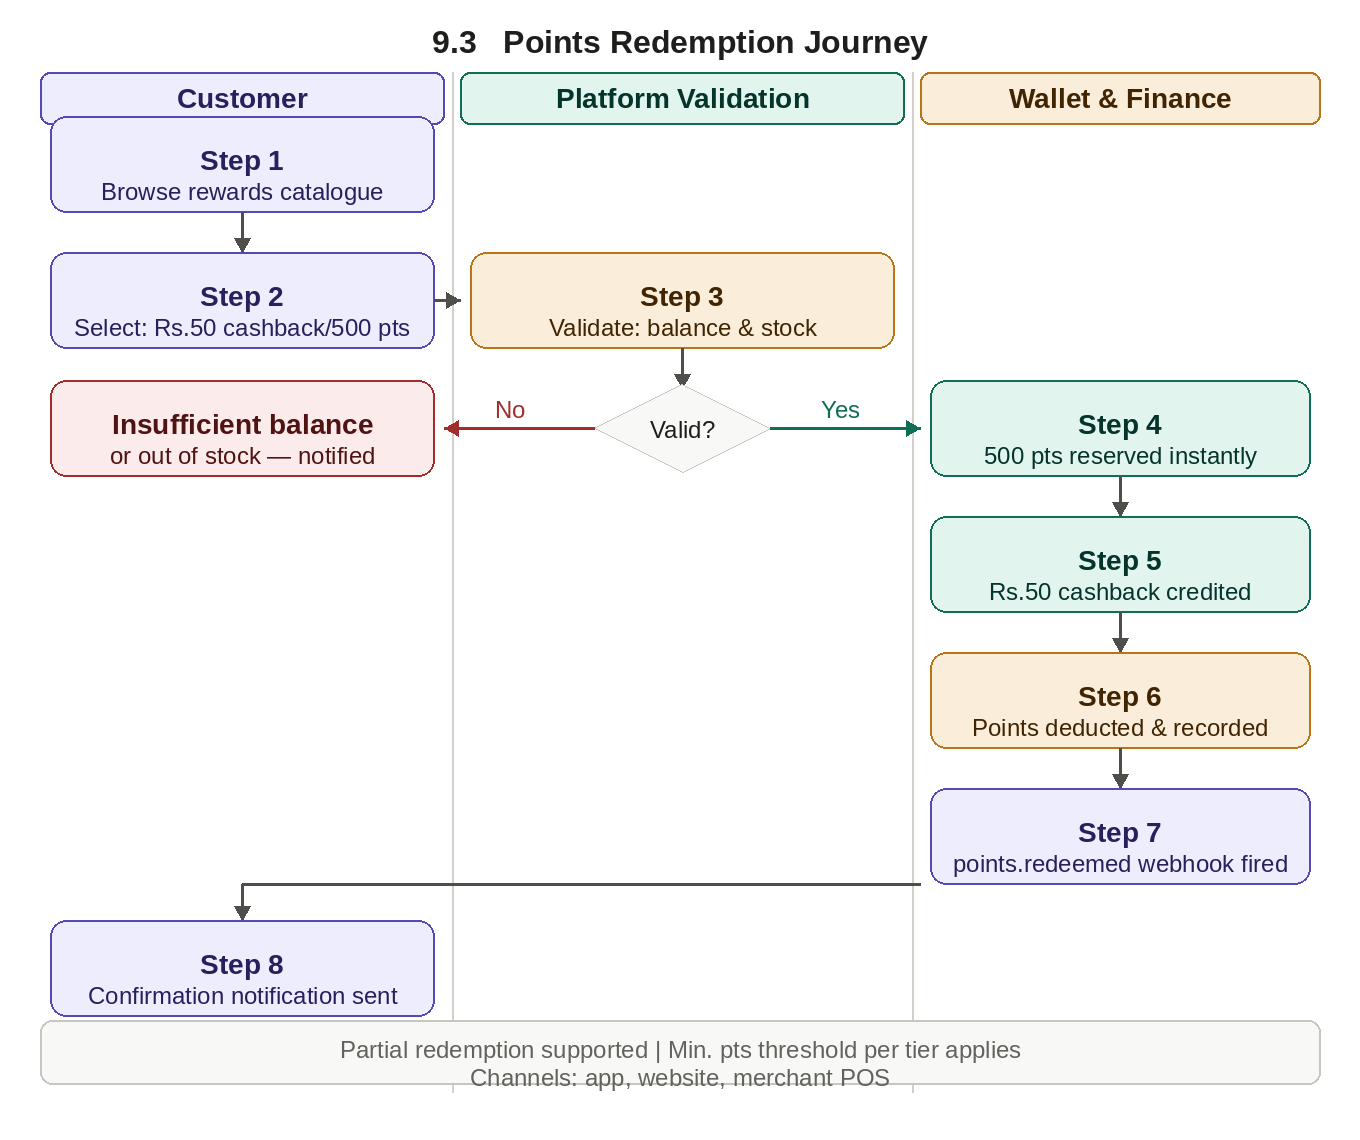 9.3 Points Redemption Journey
Customer
Platform Validation
Wallet & Finance
Step 1
Browse rewards catalogue
Step 2
Select: Rs.50 cashback/500 pts
Step 3
Validate: balance & stock
Valid?
No
Yes
Insufficient balance
or out of stock — notified
Step 4
500 pts reserved instantly
Step 5
Rs.50 cashback credited
Step 6
Points deducted & recorded
Step 7
points.redeemed webhook fired
Step 8
Confirmation notification sent
Partial redemption supported | Min. pts threshold per tier applies
Channels: app, website, merchant POS